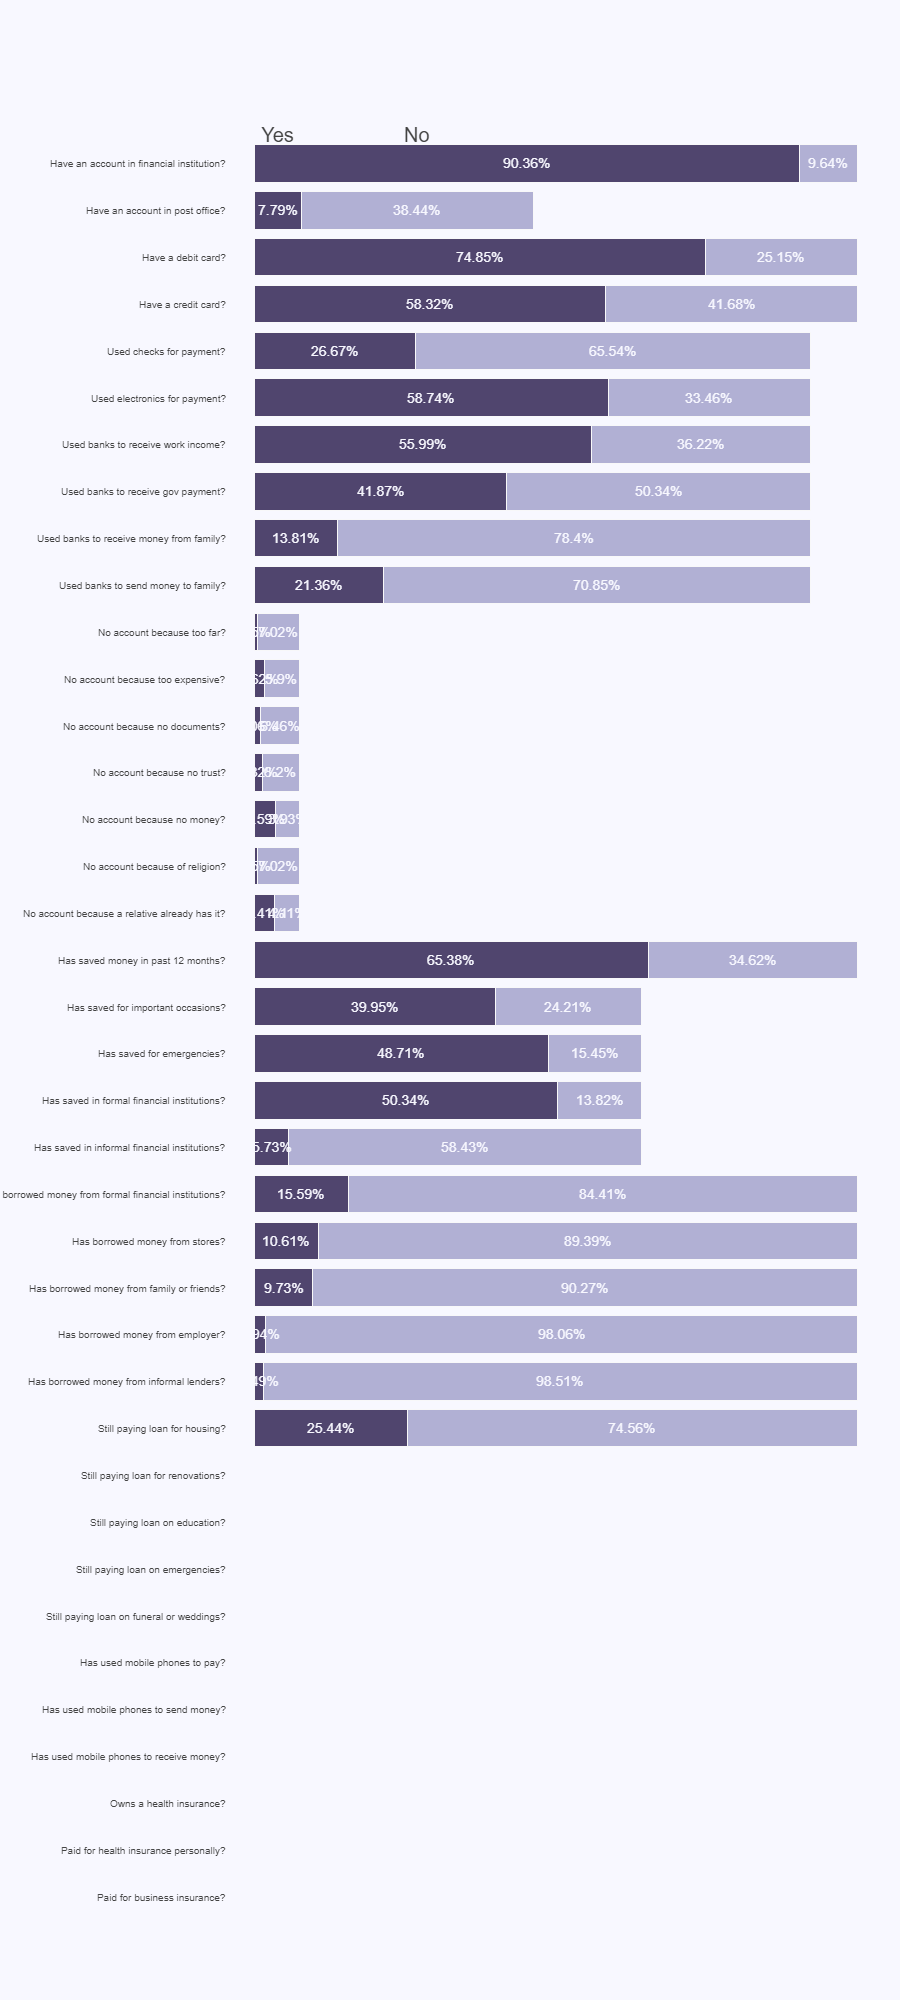 Yes No
Have an account in financial institution? 90.36% 9.64%
Have an account in post office? 7.79% 38.44%
Have a debit card? 74.85% 25.15%
Have a credit card? 58.32% 41.68%
Used checks for payment? 26.67% 65.54%
Used electronics for payment? 58.74% 33.46%
Used banks to receive work income? 55.99% 36.22%
Used banks to receive gov payment? 41.87% 50.34%
Used banks to receive money from family? 13.81% 78.4%
Used banks to send money to family? 21.36% 70.85%
No account because too far?
No account because too expensive?
No account because no documents?
No account because no trust?
No account because no money?
No account because of religion?
No account because a relative already has it?
Has saved money in past 12 months? 65.38% 34.62%
Has saved for important occasions? 39.95% 24.21%
Has saved for emergencies? 48.71% 15.45%
Has saved in formal financial institutions? 50.34% 13.82%
Has saved in informal financial institutions? 5.73% 58.43%
borrowed money from formal financial institutions? 15.59% 84.41%
Has borrowed money from stores? 10.61% 89.39%
Has borrowed money from family or friends? 9.73% 90.27%
Has borrowed money from employer? 94% 98.06%
Has borrowed money from informal lenders? 49% 98.51%
Still paying loan for housing? 25.44% 74.56%
Still paying loan for renovations?
Still paying loan on education?
Still paying loan on emergencies?
Still paying loan on funeral or weddings?
Has used mobile phones to pay?
Has used mobile phones to send money?
Has used mobile phones to receive money?
Owns a health insurance?
Paid for health insurance personally?
Paid for business insurance?